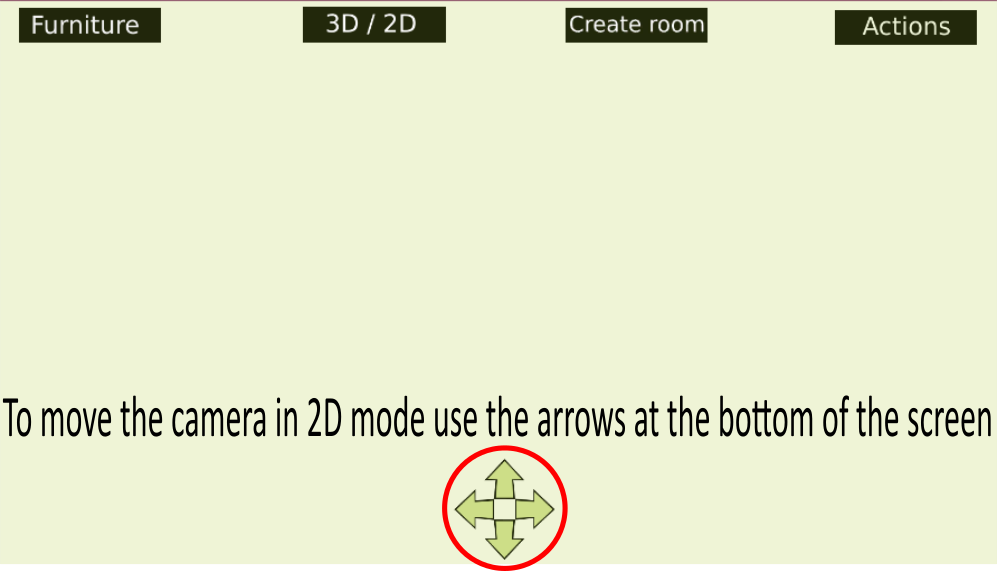 Furniture 3D / 2D Create room Actions
To move the camera in 2D mode use the arrows at the bottom of the screen